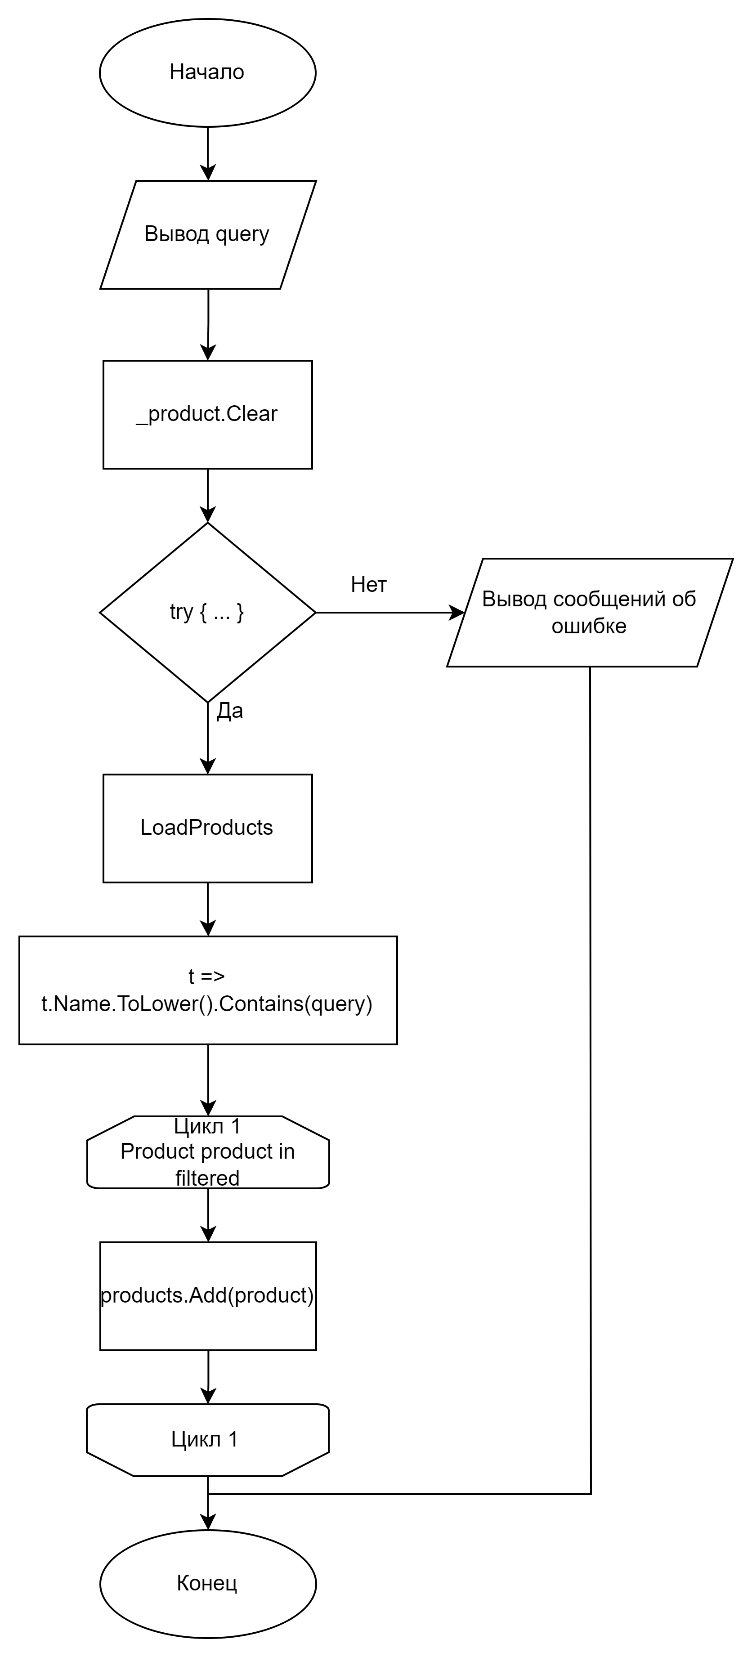 Начало
Вывод query
_product.Clear
try { ... }
Нет
Вывод сообщений об
ошибке
Да
LoadProducts
t =>
t.Name.ToLower().Contains(query)
Цикл 1
Product product in
filtered
products.Add(product)
Цикл 1
Конец